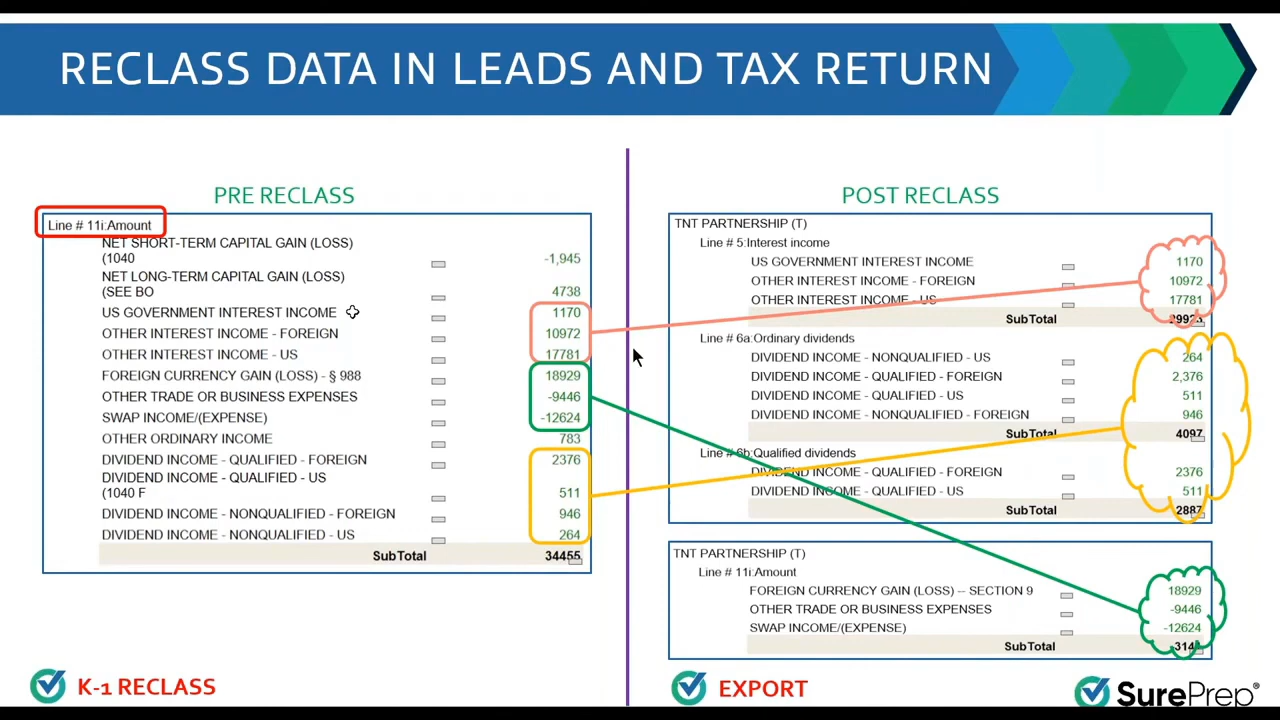 RECLASS DATA IN LEADS AND TAX RETURN
PRE RECLASS
Line # 11i:Amount
NET SHORT-TERM CAPITAL GAIN (LOSS)
(1040 -1,945
NET LONG-TERM CAPITAL GAIN (LOSS)
(SEE BO 4738
US GOVERNMENT INTEREST INCOME 1170
OTHER INTEREST INCOME - FOREIGN 10972
OTHER INTEREST INCOME - US 17781
FOREIGN CURRENCY GAIN (LOSS) - § 988 18929
OTHER TRADE OR BUSINESS EXPENSES -9446
SWAP INCOME/(EXPENSE) -12624
OTHER ORDINARY INCOME 783
DIVIDEND INCOME - QUALIFIED - FOREIGN 2376
DIVIDEND INCOME - QUALIFIED - US
(1040 F 511
DIVIDEND INCOME - NONQUALIFIED - FOREIGN 946
DIVIDEND INCOME - NONQUALIFIED - US 264
SubTotal 34455
K-1 RECLASS
POST RECLASS
TNT PARTNERSHIP (T)
Line # 5:Interest income
US GOVERNMENT INTEREST INCOME 1170
OTHER INTEREST INCOME - FOREIGN 10972
OTHER INTEREST INCOME - US 17781
SubTotal
Line # 6a:Ordinary dividends
DIVIDEND INCOME - NONQUALIFIED - US 264
DIVIDEND INCOME - QUALIFIED - FOREIGN 2,376
DIVIDEND INCOME - QUALIFIED - US 511
DIVIDEND INCOME - NONQUALIFIED - FOREIGN 946
SubTotal 4097
Line # 6b:Qualified dividends
DIVIDEND INCOME - QUALIFIED - FOREIGN 2376
DIVIDEND INCOME - QUALIFIED - US 511
SubTotal 2887
TNT PARTNERSHIP (T)
Line # 11i:Amount
FOREIGN CURRENCY GAIN (LOSS) -- SECTION 9 18929
OTHER TRADE OR BUSINESS EXPENSES -9446
SWAP INCOME/(EXPENSE) -12624
SubTotal
EXPORT
SurePrep®